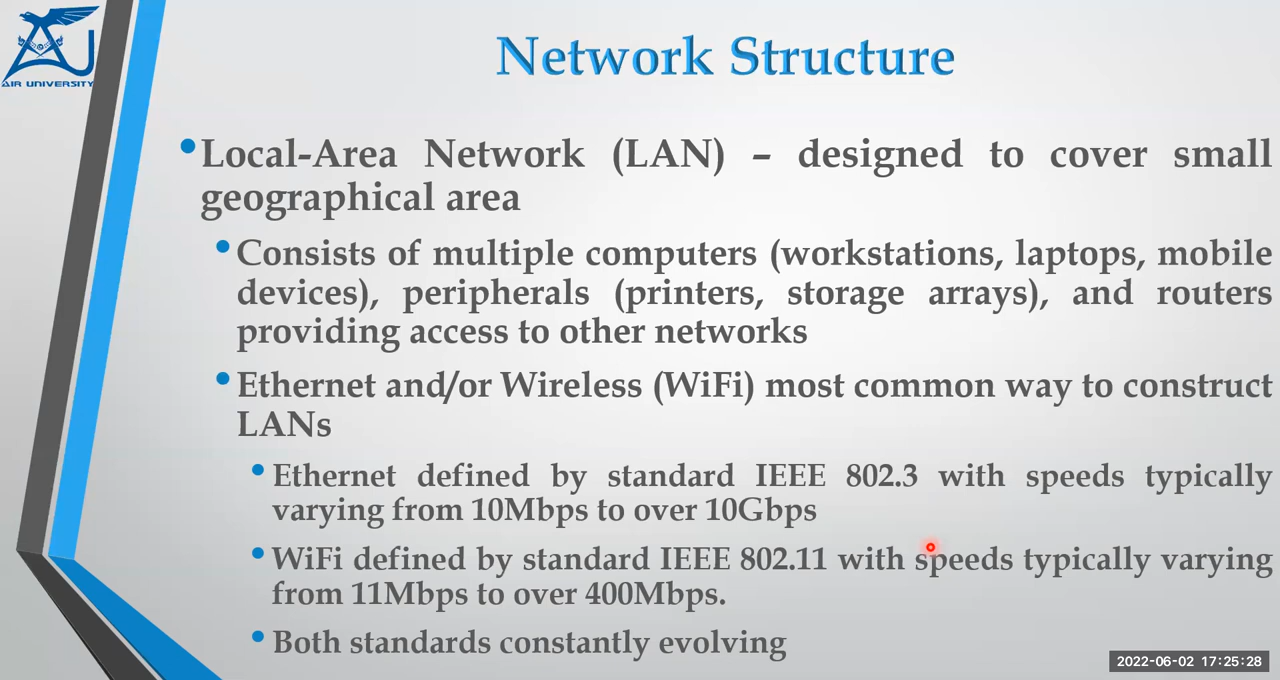 AIR UNIVERSITY
Network Structure
•Local-Area Network (LAN) – designed to cover small
geographical area
•Consists of multiple computers (workstations, laptops, mobile
devices), peripherals (printers, storage arrays), and routers
providing access to other networks
•Ethernet and/or Wireless (WiFi) most common way to construct
LANs
•Ethernet defined by standard IEEE 802.3 with speeds typically
varying from 10Mbps to over 10Gbps
•WiFi defined by standard IEEE 802.11 with speeds typically varying
from 11Mbps to over 400Mbps.
•Both standards constantly evolving
2022-06-02 17:25:28